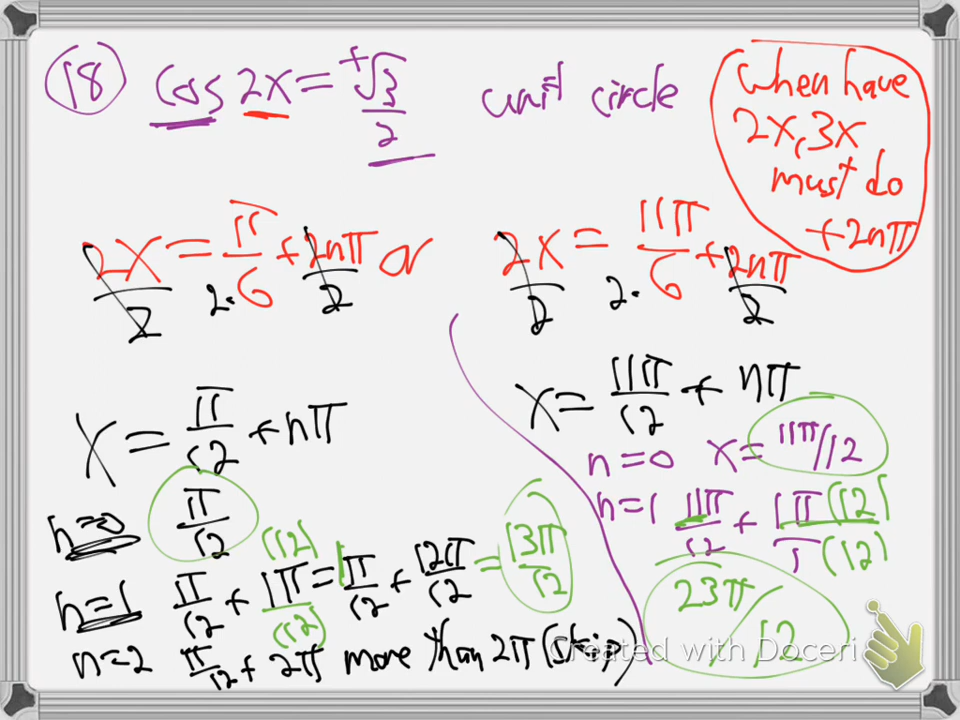 18 cos 2x = +√3/2 unit circle
when have
2x, 3x
must do
+2nπ
2x/2 = π/2·6 + 2nπ/2 or 2x/2 = 11π/2·6 + 2nπ/2
x = π/12 + nπ
n=0 π/12
n=1 π/12 + 1π(12)/1(12) = 1π/12 + 12π/12 = 13π/12
n=2 π/12 + 2π more than 2π (stop)
x = 11π/12 + nπ
n=0 x = 11π/12
n=1 11π/12 + 1π(12)/1(12)
23π/12
Created with Doceri